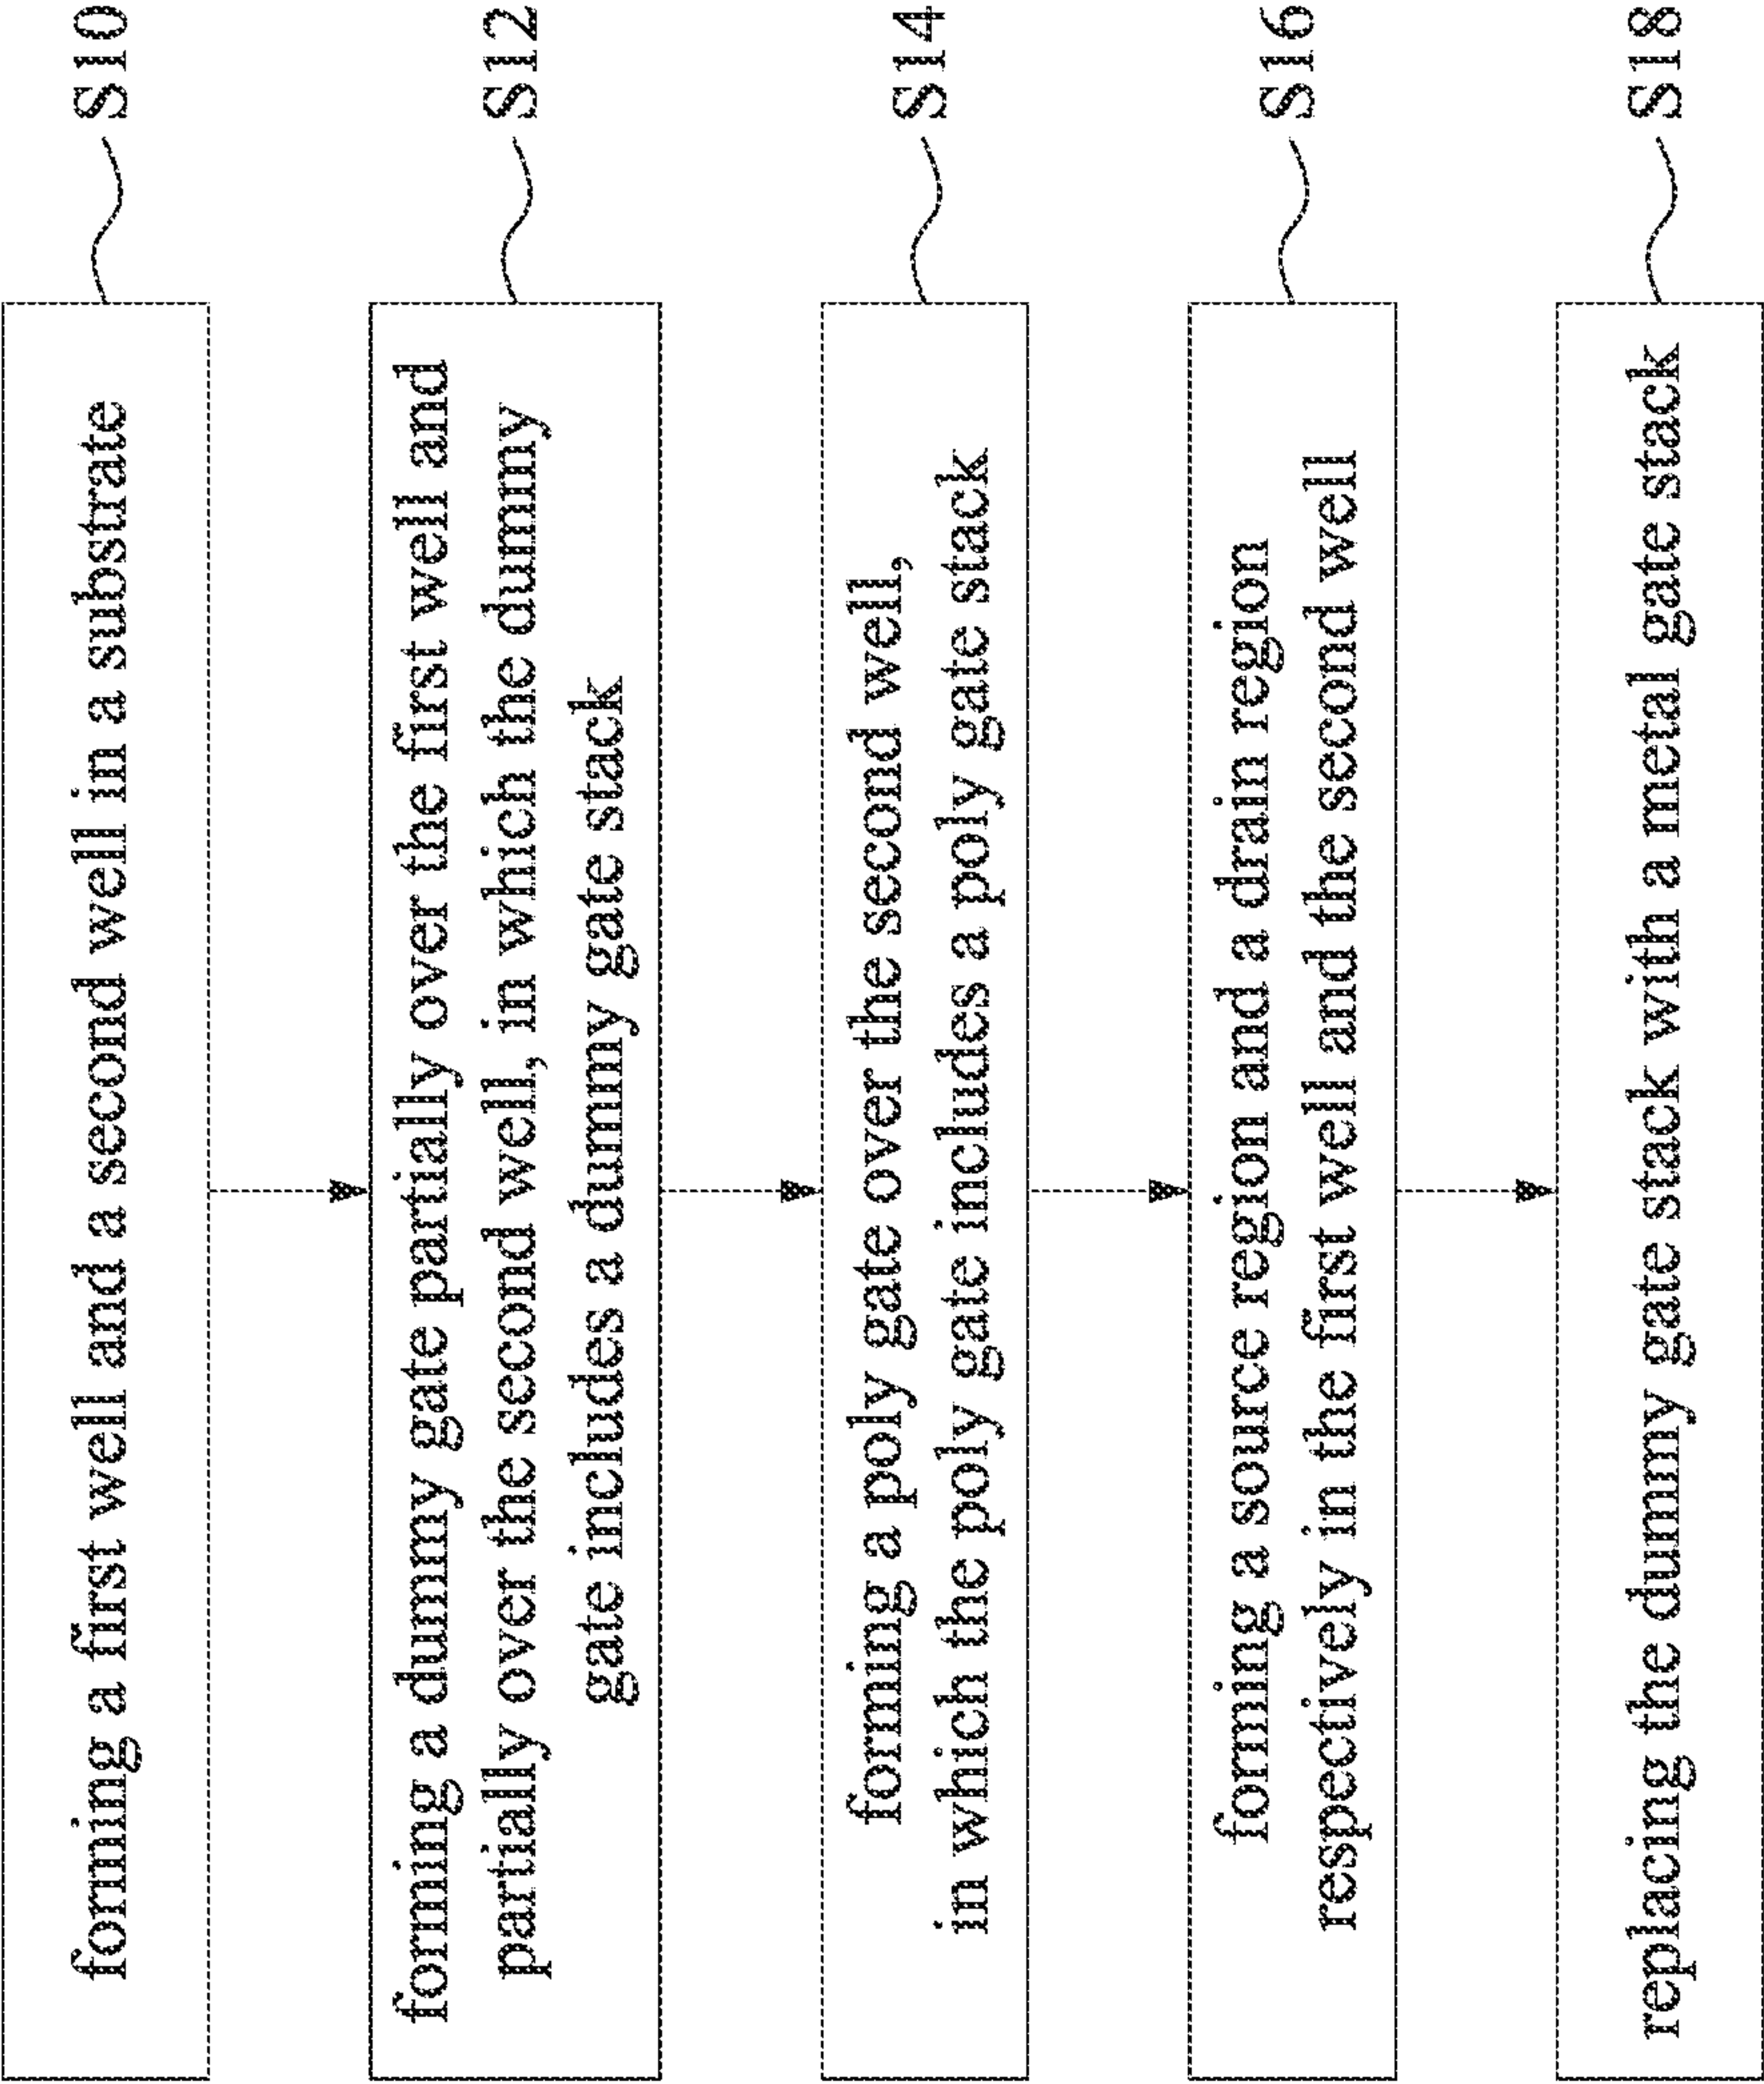 forming a first well and a second well in a substrate
S10
forming a dummy gate partially over the first well and
partially over the second well, in which the dummy
gate includes a dummy gate stack
S12
forming a poly gate over the second well,
in which the poly gate includes a poly gate stack
S14
forming a source region and a drain region
respectively in the first well and the second well
S16
replacing the dummy gate stack with a metal gate stack
S18